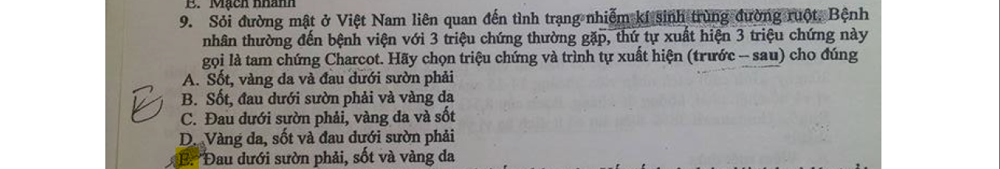 E. Mạch nhanh
9. Sỏi đường mật ở Việt Nam liên quan đến tình trạng nhiễm kí sinh trùng đường ruột. Bệnh
nhân thường đến bệnh viện với 3 triệu chứng thường gặp, thứ tự xuất hiện 3 triệu chứng này
gọi là tam chứng Charcot. Hãy chọn triệu chứng và trình tự xuất hiện (trước – sau) cho đúng
A. Sốt, vàng da và đau dưới sườn phải
B. Sốt, đau dưới sườn phải và vàng da
C. Đau dưới sườn phải, vàng da và sốt
D. Vàng da, sốt và đau dưới sườn phải
E. Đau dưới sườn phải, sốt và vàng da